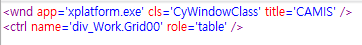 <wnd app='xplatform.exe' cls='CyWindowClass' title='CAMIS' />
<ctrl name='div_Work.Grid00' role='table' />